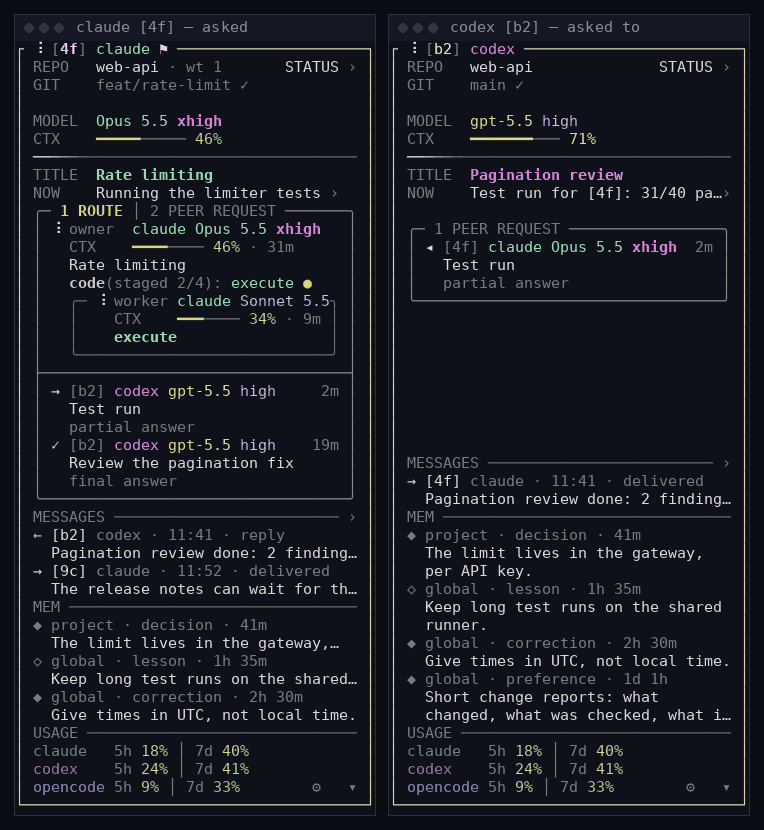 claude [4f] — asked
⠸ [4f] claude ⚑
REPO web-api · wt 1 STATUS ›
GIT feat/rate-limit ✓
MODEL Opus 5.5 xhigh
CTX 46%
TITLE Rate limiting
NOW Running the limiter tests ›
1 ROUTE │ 2 PEER REQUEST
⠸ owner claude Opus 5.5 xhigh
CTX 46% · 31m
Rate limiting
code(staged 2/4): execute ●
⠸ worker claude Sonnet 5.5
CTX 34% · 9m
execute
→ [b2] codex gpt-5.5 high 2m
Test run
partial answer
✓ [b2] codex gpt-5.5 high 19m
Review the pagination fix
final answer
MESSAGES ›
← [b2] codex · 11:41 · reply
Pagination review done: 2 finding…
→ [9c] claude · 11:52 · delivered
The release notes can wait for th…
MEM
◆ project · decision · 41m
The limit lives in the gateway,…
◇ global · lesson · 1h 35m
Keep long test runs on the shared…
◆ global · correction · 2h 30m
Give times in UTC, not local time.
USAGE
claude 5h 18% │ 7d 40%
codex 5h 24% │ 7d 41%
opencode 5h 9% │ 7d 33% ⚙ ▾
codex [b2] — asked to
⠸ [b2] codex
REPO web-api STATUS ›
GIT main ✓
MODEL gpt-5.5 high
CTX 71%
TITLE Pagination review
NOW Test run for [4f]: 31/40 pa…›
1 PEER REQUEST
◂ [4f] claude Opus 5.5 xhigh 2m
Test run
partial answer
MESSAGES ›
→ [4f] claude · 11:41 · delivered
Pagination review done: 2 finding…
MEM
◆ project · decision · 41m
The limit lives in the gateway,
per API key.
◇ global · lesson · 1h 35m
Keep long test runs on the shared
runner.
◆ global · correction · 2h 30m
Give times in UTC, not local time.
◆ global · preference · 1d 1h
Short change reports: what
changed, what was checked, what i…
USAGE
claude 5h 18% │ 7d 40%
codex 5h 24% │ 7d 41%
opencode 5h 9% │ 7d 33% ⚙ ▾